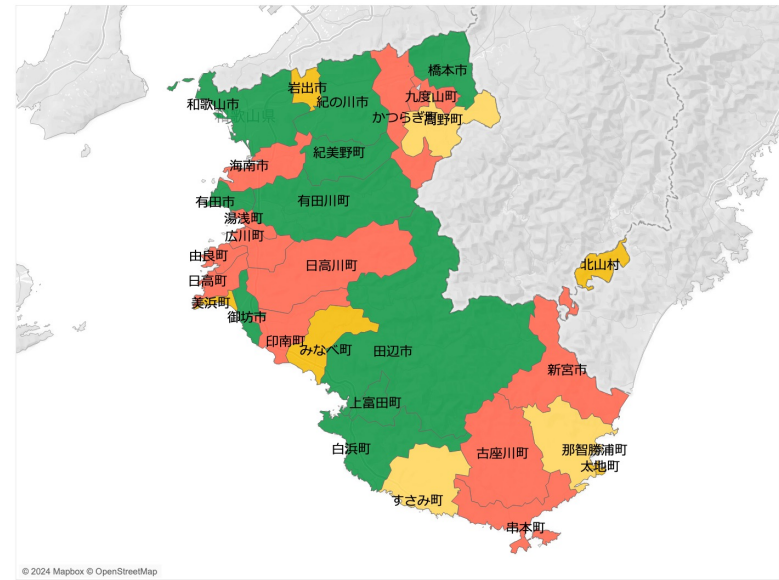 橋本市
岩出市
和歌山市
紀の川市
九度山町
和歌山県
かつらぎ町
高野町
紀美野町
海南市
有田市
有田川町
湯浅町
広川町
由良町
日高川町
北山村
日高町
美浜町
御坊市
印南町
みなべ町
田辺市
新宮市
上富田町
白浜町
古座川町
那智勝浦町
太地町
すさみ町
串本町
© 2024 Mapbox © OpenStreetMap